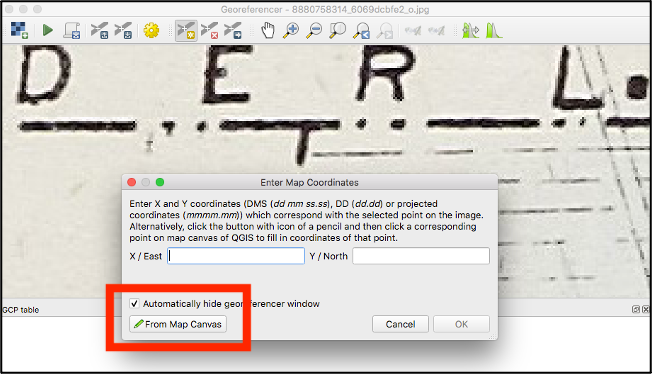 Georeferencer - 8880758314_6069dcbfe2_o.jpg
D E R L.
Enter Map Coordinates
Enter X and Y coordinates (DMS (dd mm ss.ss), DD (dd.dd) or projected
coordinates (mmmm.mm)) which correspond with the selected point on the image.
Alternatively, click the button with icon of a pencil and then click a corresponding
point on map canvas of QGIS to fill in coordinates of that point.
X / East Y / North
Automatically hide georeferencer window
GCP table
From Map Canvas Cancel OK